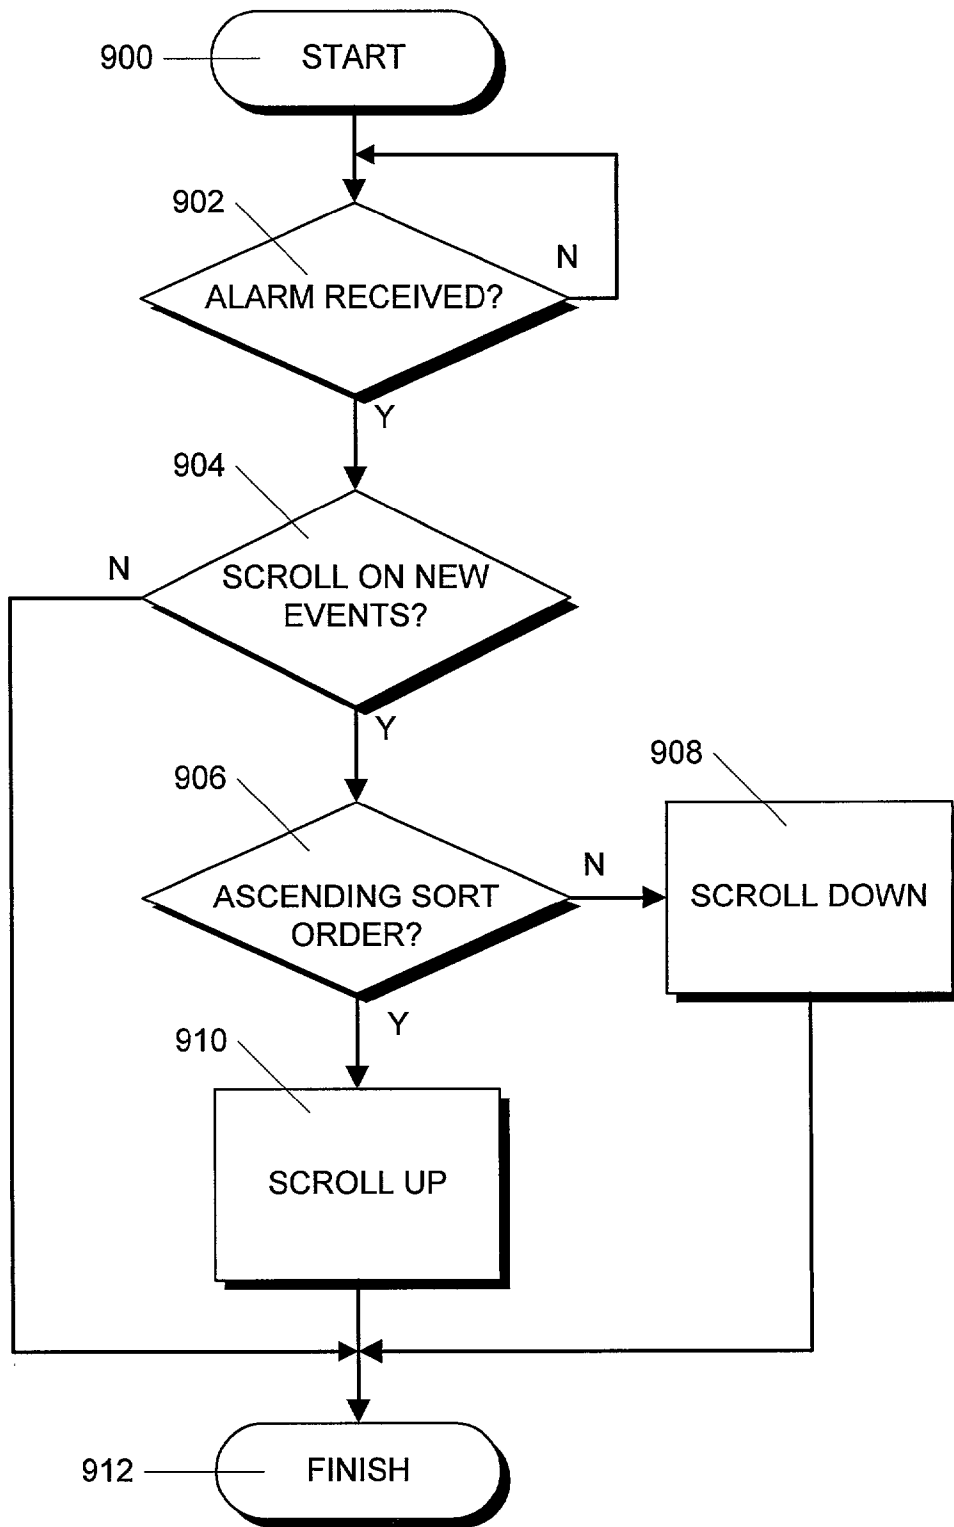 900
START
902
N
ALARM RECEIVED?
Y
904
N
SCROLL ON NEW
EVENTS?
Y
906
908
N
ASCENDING SORT
ORDER?
SCROLL DOWN
Y
910
SCROLL UP
912
FINISH